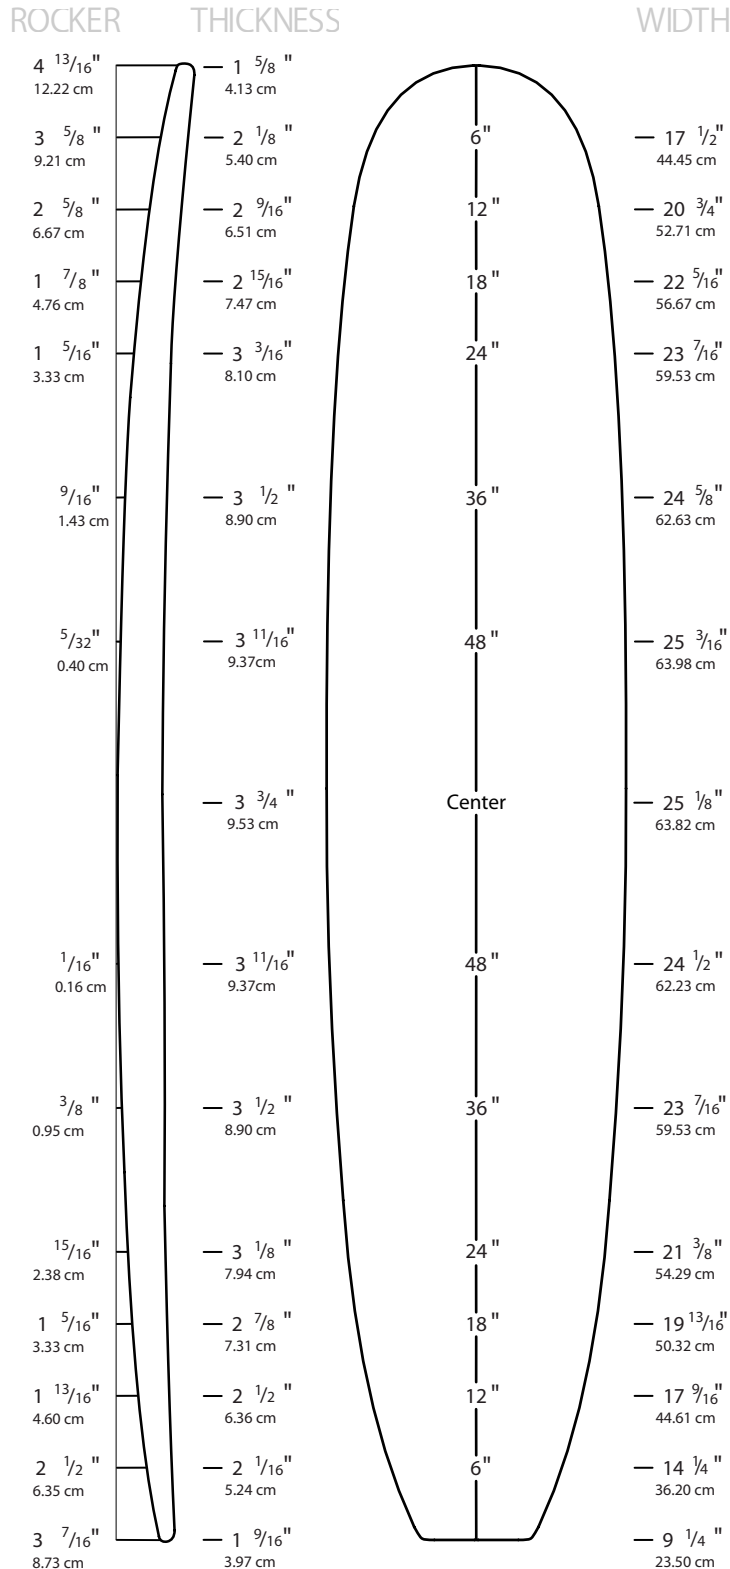 ROCKER THICKNESS WIDTH
4 13/16" 1 5/8 "
12.22 cm 4.13 cm
3 5/8 " 2 1/8 " 6" 17 1/2"
9.21 cm 5.40 cm 44.45 cm
2 5/8 " 2 9/16" 12 " 20 3/4"
6.67 cm 6.51 cm 52.71 cm
1 7/8 " 2 15/16" 18 " 22 5/16"
4.76 cm 7.47 cm 56.67 cm
1 5/16" 3 3/16" 24 " 23 7/16"
3.33 cm 8.10 cm 59.53 cm
9/16" 3 1/2 " 36 " 24 5/8"
1.43 cm 8.90 cm 62.63 cm
5/32" 3 11/16" 48 " 25 3/16"
0.40 cm 9.37cm 63.98 cm
3 3/4 " Center 25 1/8"
9.53 cm 63.82 cm
1/16" 3 11/16" 48 " 24 1/2 "
0.16 cm 9.37cm 62.23 cm
3/8 " 3 1/2 " 36 " 23 7/16"
0.95 cm 8.90 cm 59.53 cm
15/16" 3 1/8 " 24 " 21 3/8"
2.38 cm 7.94 cm 54.29 cm
1 5/16" 2 7/8 " 18 " 19 13/16"
3.33 cm 7.31 cm 50.32 cm
1 13/16" 2 1/2 " 12 " 17 9/16"
4.60 cm 6.36 cm 44.61 cm
2 1/2 " 2 1/16" 6" 14 1/4 "
6.35 cm 5.24 cm 36.20 cm
3 7/16" 1 9/16" 9 1/4 "
8.73 cm 3.97 cm 23.50 cm